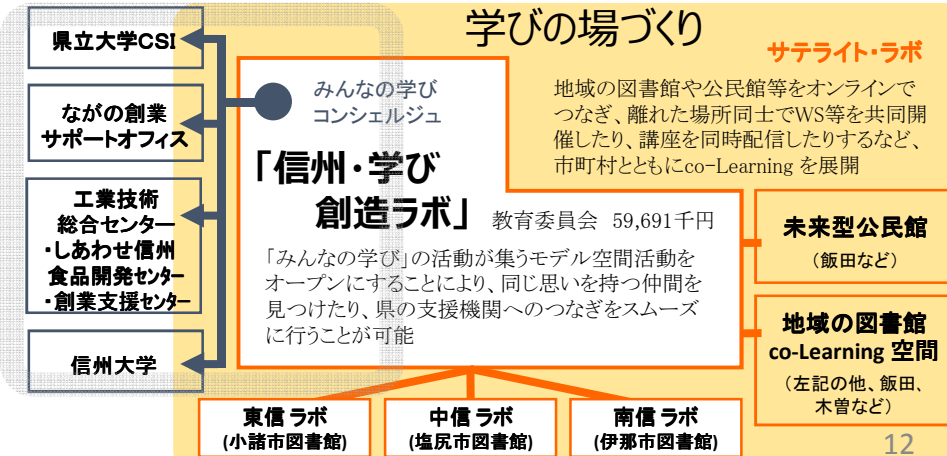 学びの場づくり
県立大学CSI
ながの創業
サポートオフィス
工業技術
総合センター
・しあわせ信州
食品開発センター
・創業支援センター
信州大学
みんなの学び
コンシェルジュ
「信州・学び
創造ラボ」 教育委員会 59,691千円
「みんなの学び」の活動が集うモデル空間活動を
オープンにすることにより、同じ思いを持つ仲間を
見つけたり、県の支援機関へのつなぎをスムーズ
に行うことが可能
サテライト・ラボ
地域の図書館や公民館等をオンラインで
つなぎ、離れた場所同士でWS等を共同開
催したり、講座を同時配信したりするなど、
市町村とともにco-Learning を展開
未来型公民館
(飯田など)
地域の図書館
co-Learning 空間
(左記の他、飯田、
木曽など)
東信 ラボ
(小諸市図書館)
中信 ラボ
(塩尻市図書館)
南信 ラボ
(伊那市図書館)
12